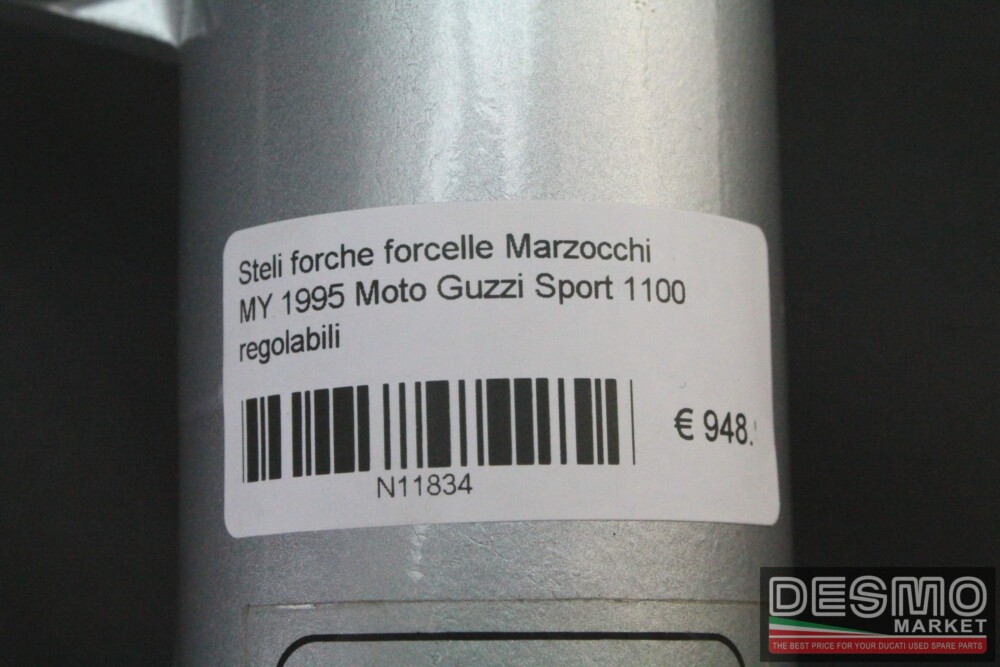 Steli forche forcelle Marzocchi
MY 1995 Moto Guzzi Sport 1100
regolabili
€ 948.
N11834
DESMO
MARKET
THE BEST PRICE FOR YOUR DUCATI USED SPARE PARTS